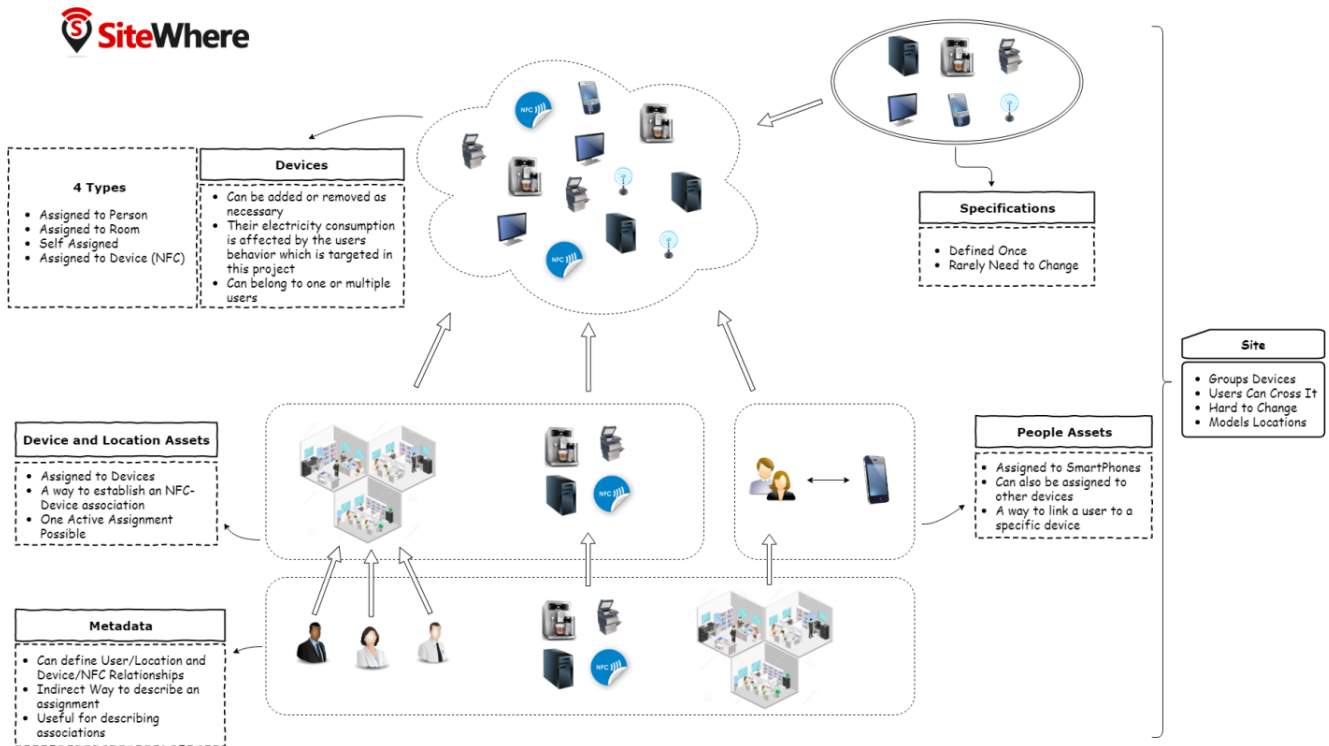 SiteWhere
4 Types
• Assigned to Person
• Assigned to Room
• Self Assigned
• Assigned to Device (NFC)
Devices
• Can be added or removed as
necessary
• Their electricity consumption
is affected by the users
behavior which is targeted in
this project
• Can belong to one or multiple
users
NFC
NFC
Specifications
• Defined Once
• Rarely Need to Change
Site
• Groups Devices
• Users Can Cross It
• Hard to Change
• Models Locations
Device and Location Assets
• Assigned to Devices
• A way to establish an NFC-
Device association
• One Active Assignment
Possible
NFC
People Assets
• Assigned to SmartPhones
• Can also be assigned to
other devices
• A way to link a user to a
specific device
Metadata
• Can define User/Location and
Device/NFC Relationships
• Indirect Way to describe an
assignment
• Useful for describing
associations
NFC